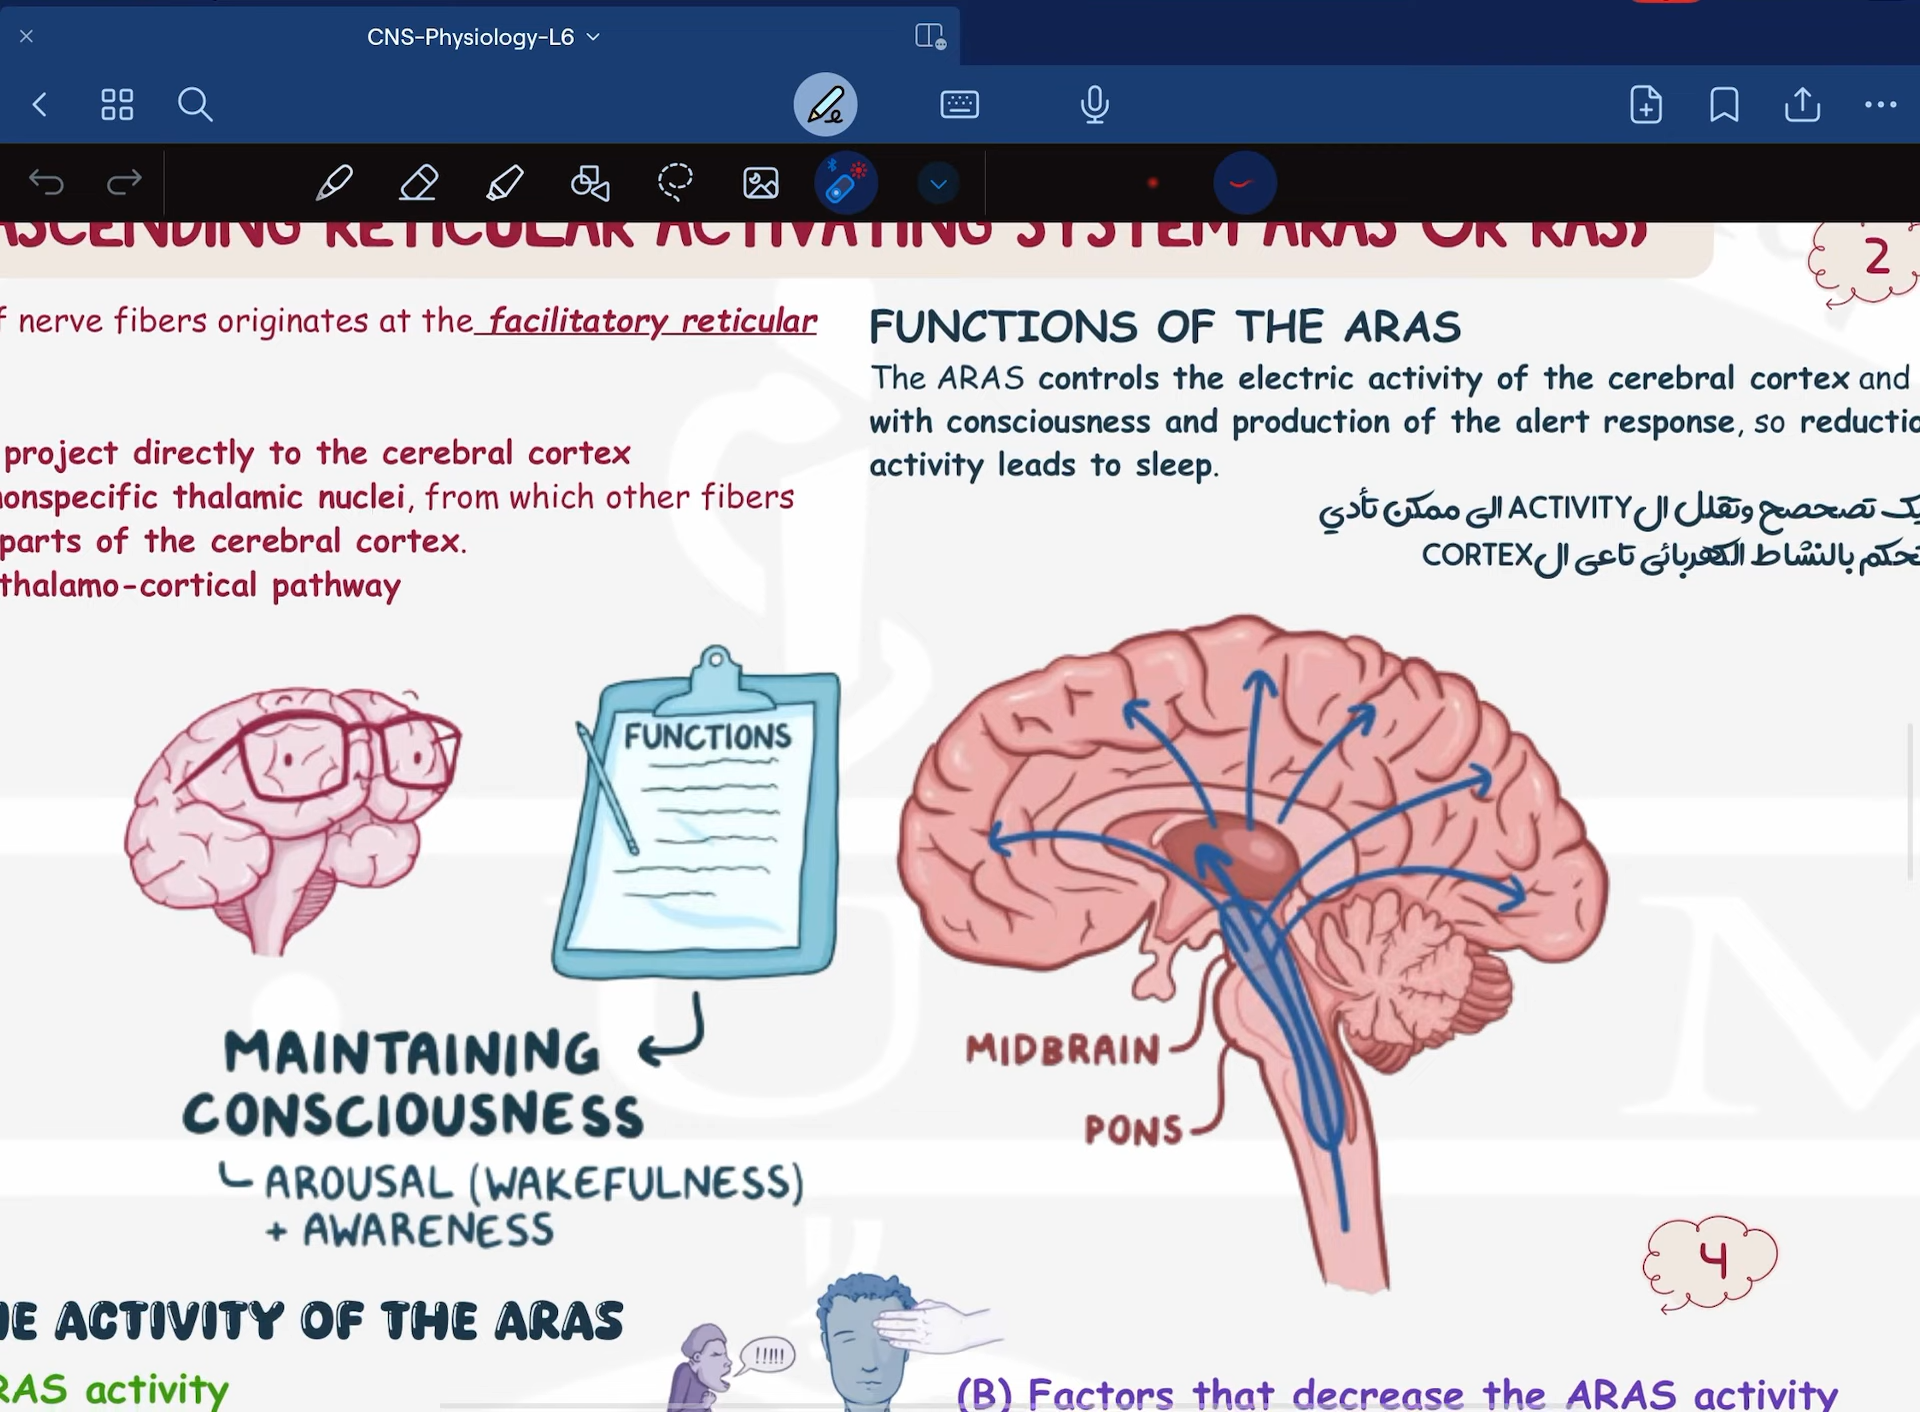 CNS-Physiology-L6
ASCENDING RETICULAR ACTIVATING SYSTEM ARAS OR RAS)
2
f nerve fibers originates at the facilitatory reticular
project directly to the cerebral cortex
nonspecific thalamic nuclei, from which other fibers
parts of the cerebral cortex.
thalamo-cortical pathway
FUNCTIONS OF THE ARAS
The ARAS controls the electric activity of the cerebral cortex and
with consciousness and production of the alert response, so reductio
activity leads to sleep.
تصحصح وتقلل ال ACTIVITY الى ممكن تأدي
تحكم بالنشاط الكهربائي تاعى ال CORTEX
FUNCTIONS
MAINTAINING
CONSCIOUSNESS
AROUSAL (WAKEFULNESS)
+ AWARENESS
MIDBRAIN
PONS
4
HE ACTIVITY OF THE ARAS
!!!!!
RAS activity
(B) Factors that decrease the ARAS activity